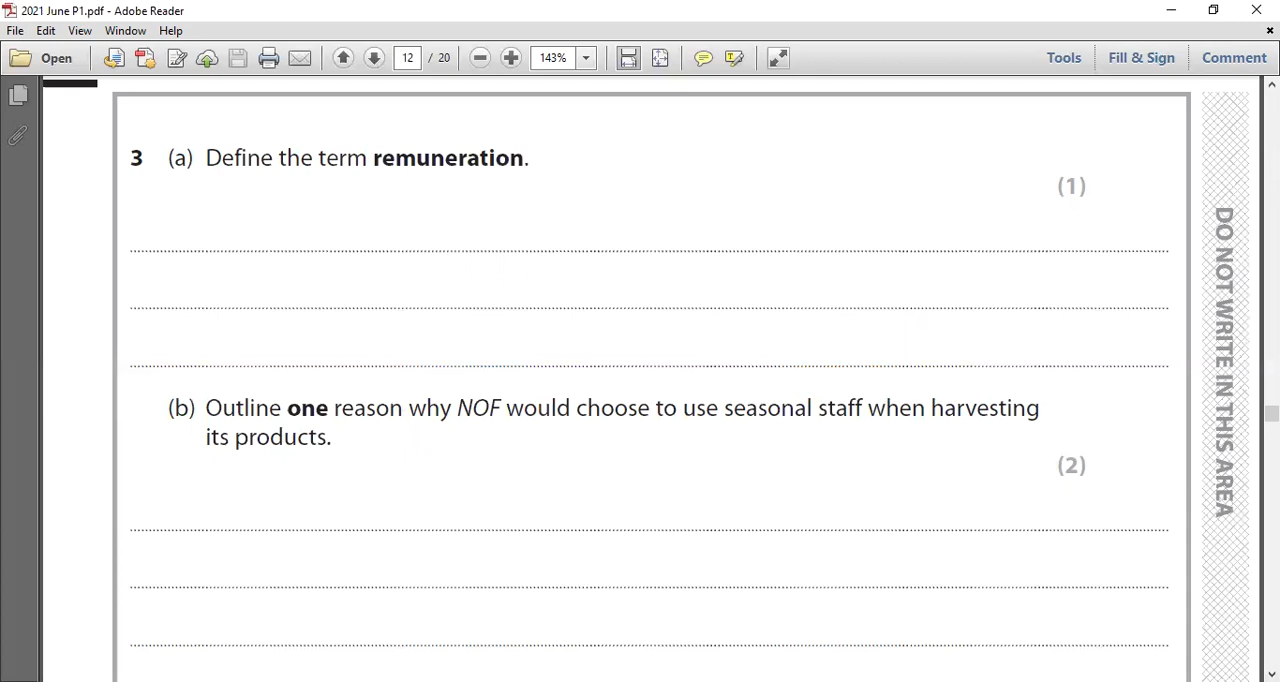 2021 June P1.pdf - Adobe Reader
File Edit View Window Help
Open 12 / 20 143% Tools Fill & Sign Comment
3 (a) Define the term remuneration.
(1)
(b) Outline one reason why NOF would choose to use seasonal staff when harvesting
its products.
(2)
DO NOT WRITE IN THIS AREA